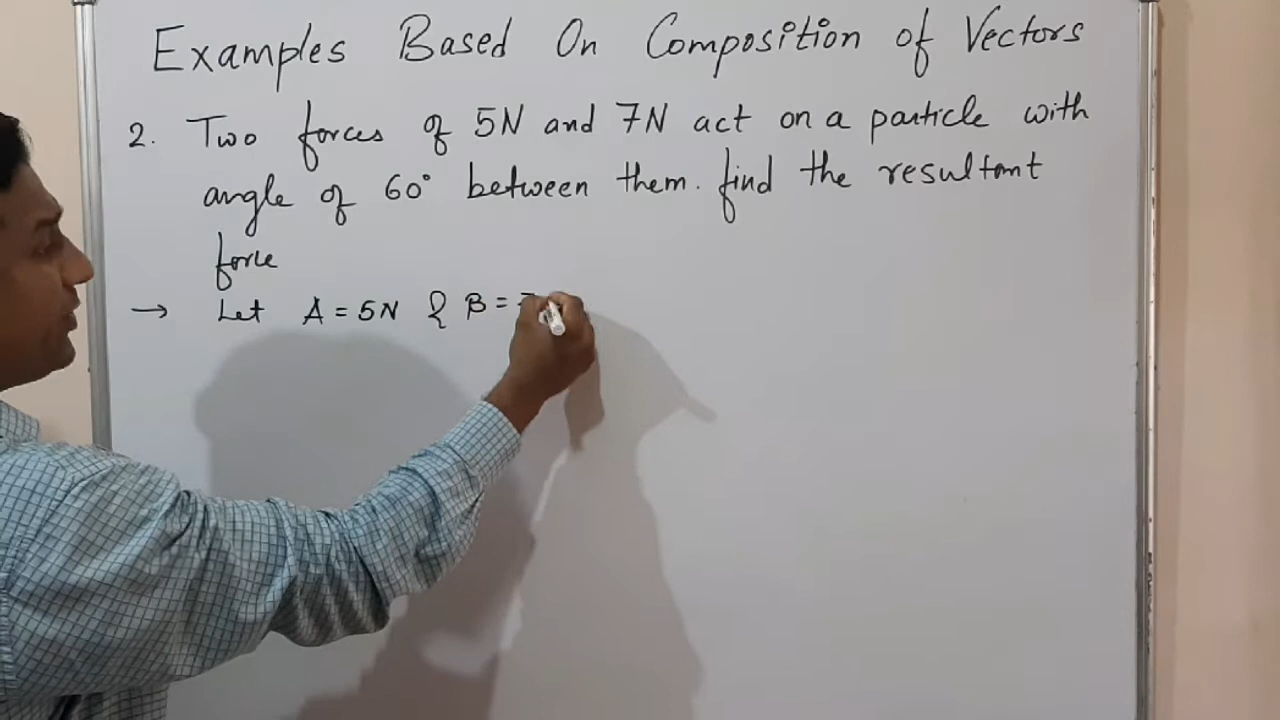 Examples Based On Composition of Vectors
2. Two forces of 5N and 7N act on a particle with
angle of 60° between them. find the resultant
force
→ Let A = 5N & B =